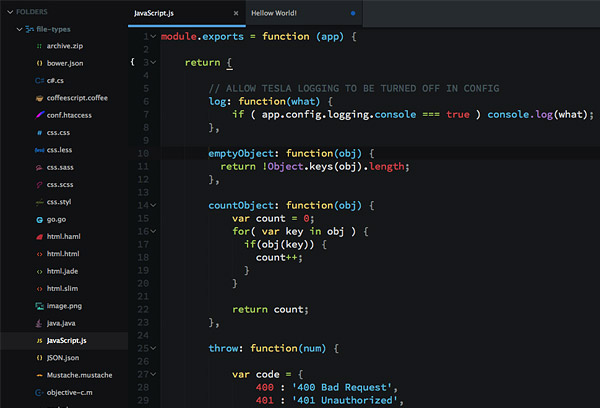 FOLDERS
file-types
archive.zip
bower.json
c#.cs
coffeescript.coffee
conf.htaccess
css.css
css.less
css.sass
css.scss
css.styl
go.go
html.haml
html.html
html.jade
html.slim
image.png
java.java
JavaScript.js
JSON.json
Mustache.mustache
objective-c.m
JavaScript.js × Hellow World!
1 module.exports = function (app) {
2
{ 3 return {
4
5 // ALLOW TESLA LOGGING TO BE TURNED OFF IN CONFIG
6 log: function(what) {
7 if ( app.config.logging.console === true ) console.log(what);
8 },
9
10 emptyObject: function(obj) {
11 return !Object.keys(obj).length;
12 },
13
14 countObject: function(obj) {
15 var count = 0;
16 for( var key in obj ) {
17 if(obj(key)) {
18 count++;
19 }
20 }
21
22 return count;
23 },
24
25 throw: function(num) {
26
27 var code = {
28 400 : '400 Bad Request',
29 401 : '401 Unauthorized',